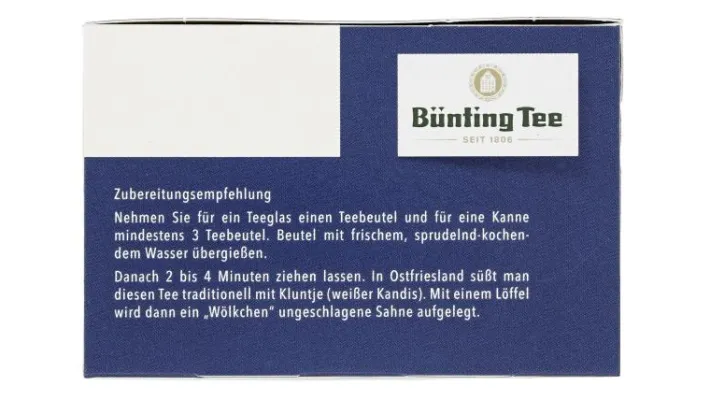 Bünting Tee
SEIT 1806
Zubereitungsempfehlung
Nehmen Sie für ein Teeglas einen Teebeutel und für eine Kanne
mindestens 3 Teebeutel. Beutel mit frischem, sprudelnd-kochen-
dem Wasser übergießen.
Danach 2 bis 4 Minuten ziehen lassen. In Ostfriesland süßt man
diesen Tee traditionell mit Kluntje (weißer Kandis). Mit einem Löffel
wird dann ein „Wölkchen“ ungeschlagene Sahne aufgelegt.